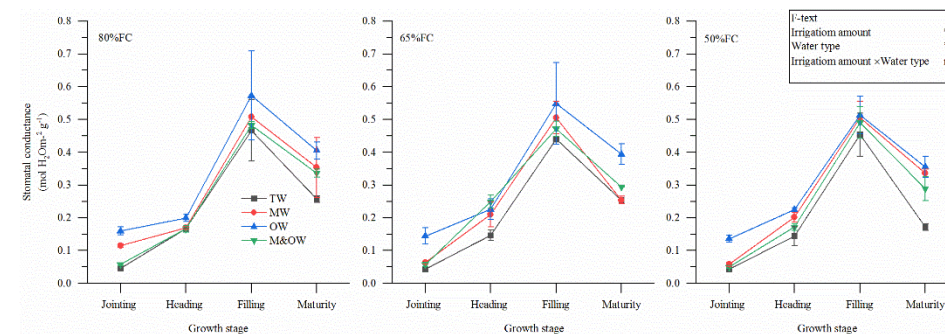 80%FC
65%FC
50%FC
F-text
Irrigatiom amount
Water type
Irrigatiom amount ×Water type
Stomatal conductance
(mol H₂Om⁻² g⁻¹)
0.8
0.7
0.6
0.5
0.4
0.3
0.2
0.1
0.0
TW
MW
OW
M&OW
Jointing Heading Filling Maturity
Growth stage
0.8
0.7
0.6
0.5
0.4
0.3
0.2
0.1
0.0
Jointing Heading Filling Maturity
Growth stage
0.8
0.7
0.6
0.5
0.4
0.3
0.2
0.1
0.0
Jointing Heading Filling Maturity
Growth stage